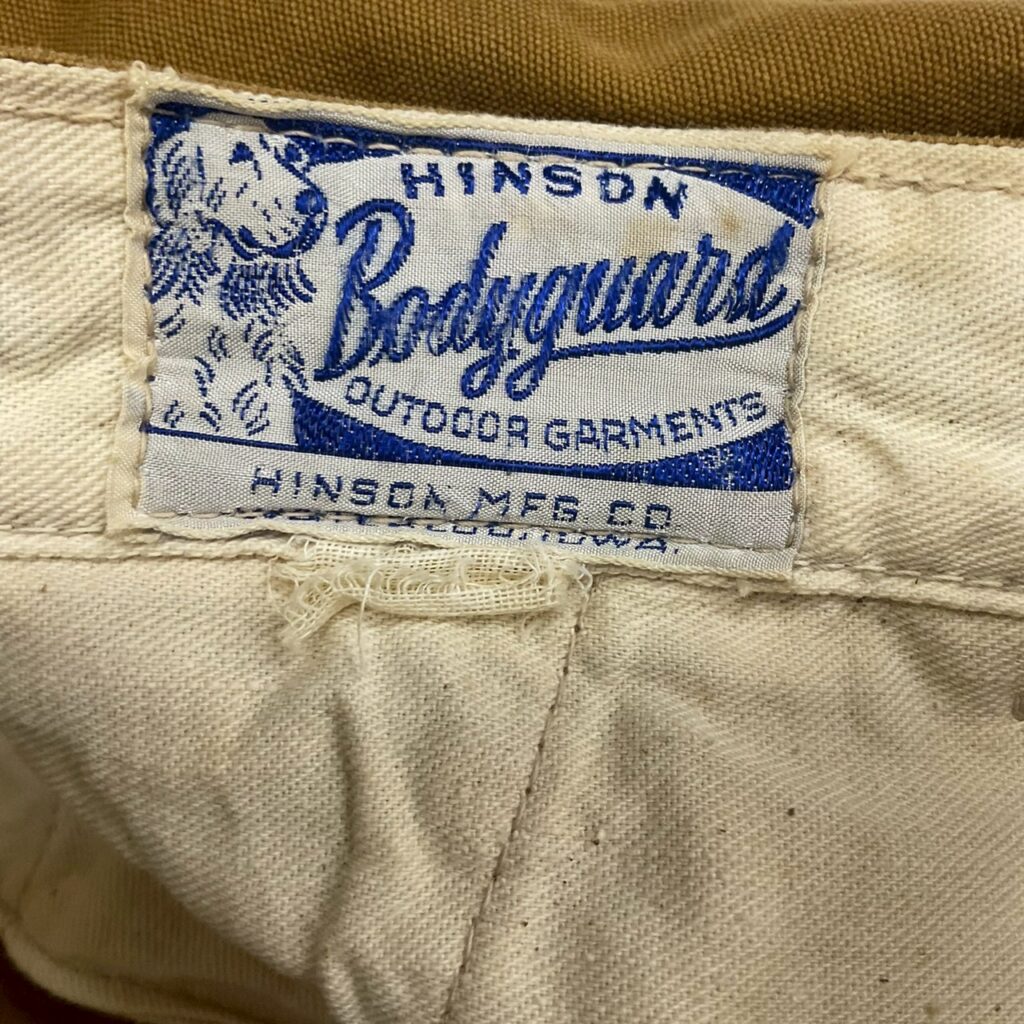 HINSON
Bodyguard
OUTDOOR GARMENTS
HINSON MFG. CO.